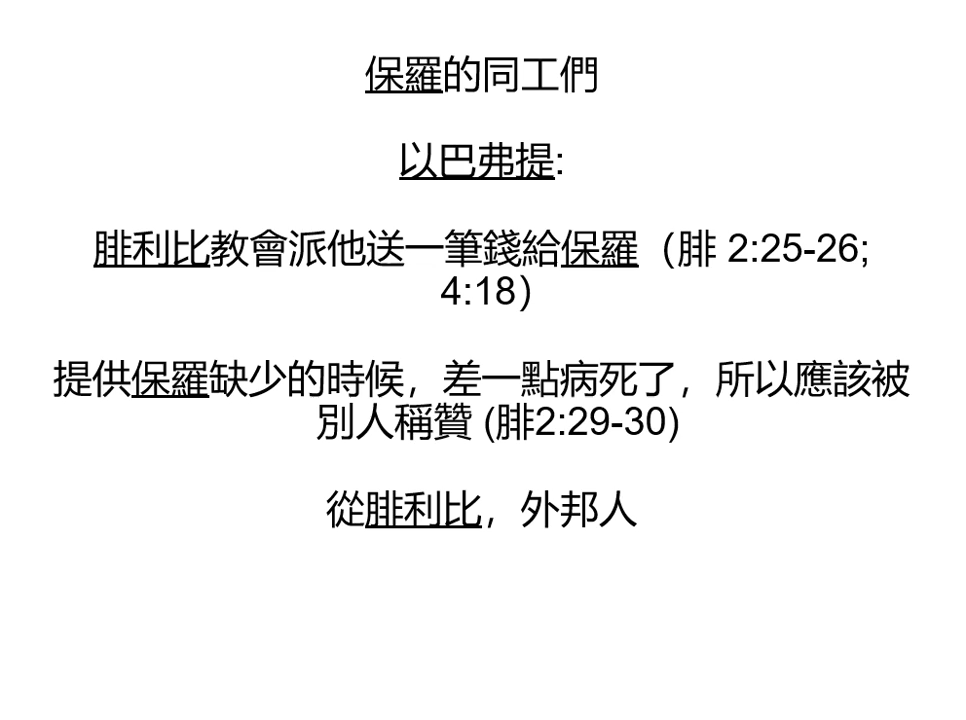 保羅的同工們
以巴弗提:
腓利比教會派他送一筆錢給保羅（腓 2:25-26;
4:18）
提供保羅缺少的時候，差一點病死了，所以應該被
別人稱贊 (腓2:29-30)
從腓利比，外邦人